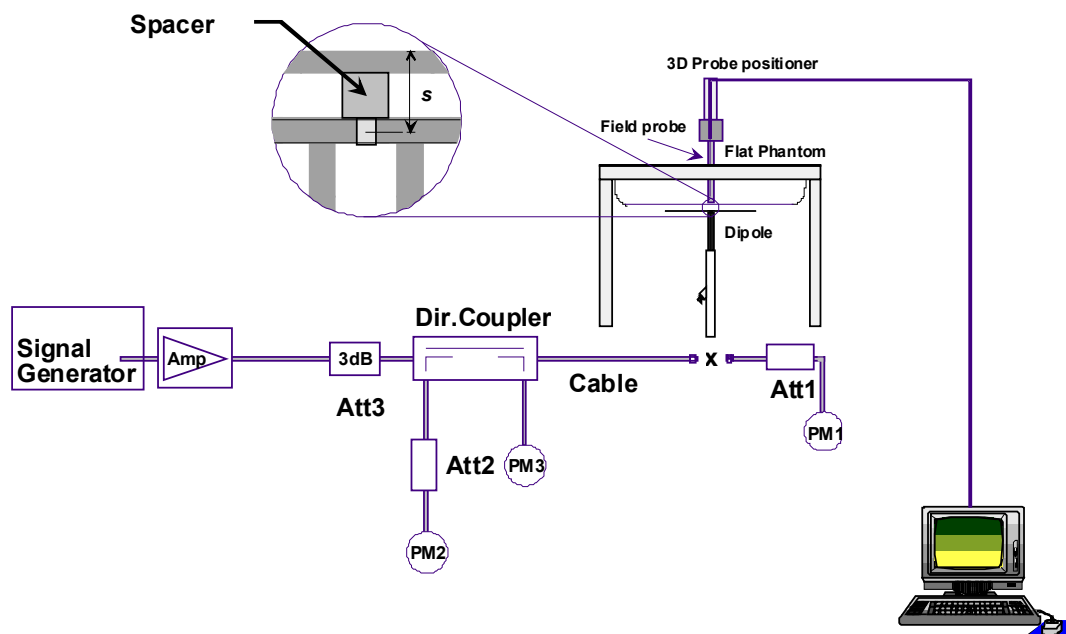 Spacer
s
3D Probe positioner
Field probe
Flat Phantom
Dipole
Dir.Coupler
Signal
Generator
Amp
3dB
Att3
Cable
x
Att1
PM1
Att2
PM3
PM2